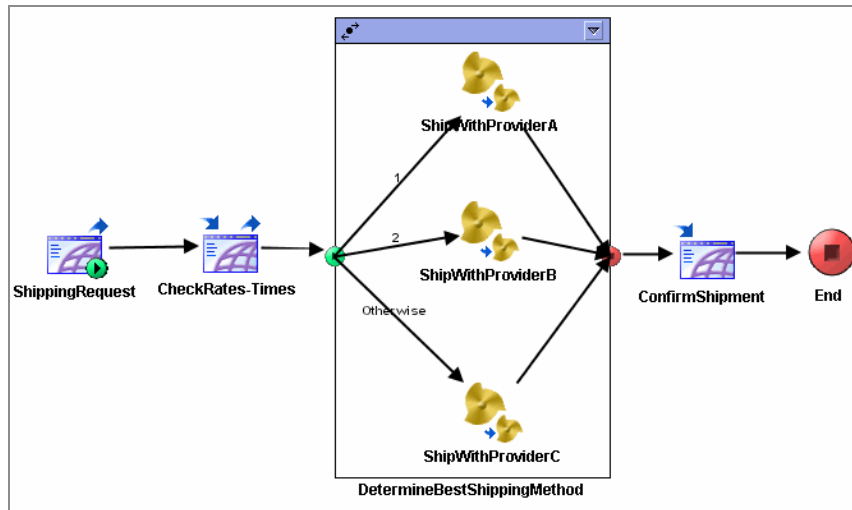 ShipWithProviderA
1
2
ShippingRequest
CheckRates-Times
ShipWithProviderB
ConfirmShipment
End
Otherwise
ShipWithProviderC
DetermineBestShippingMethod